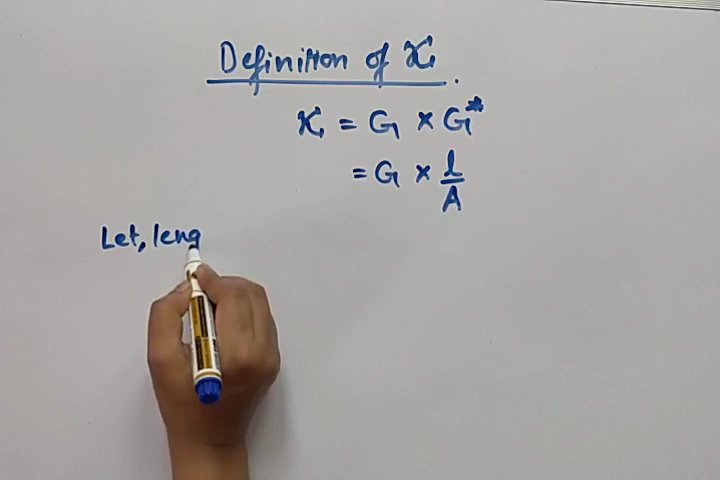 Definition of K.
K = G × G*
= G × l/A
Let, leng